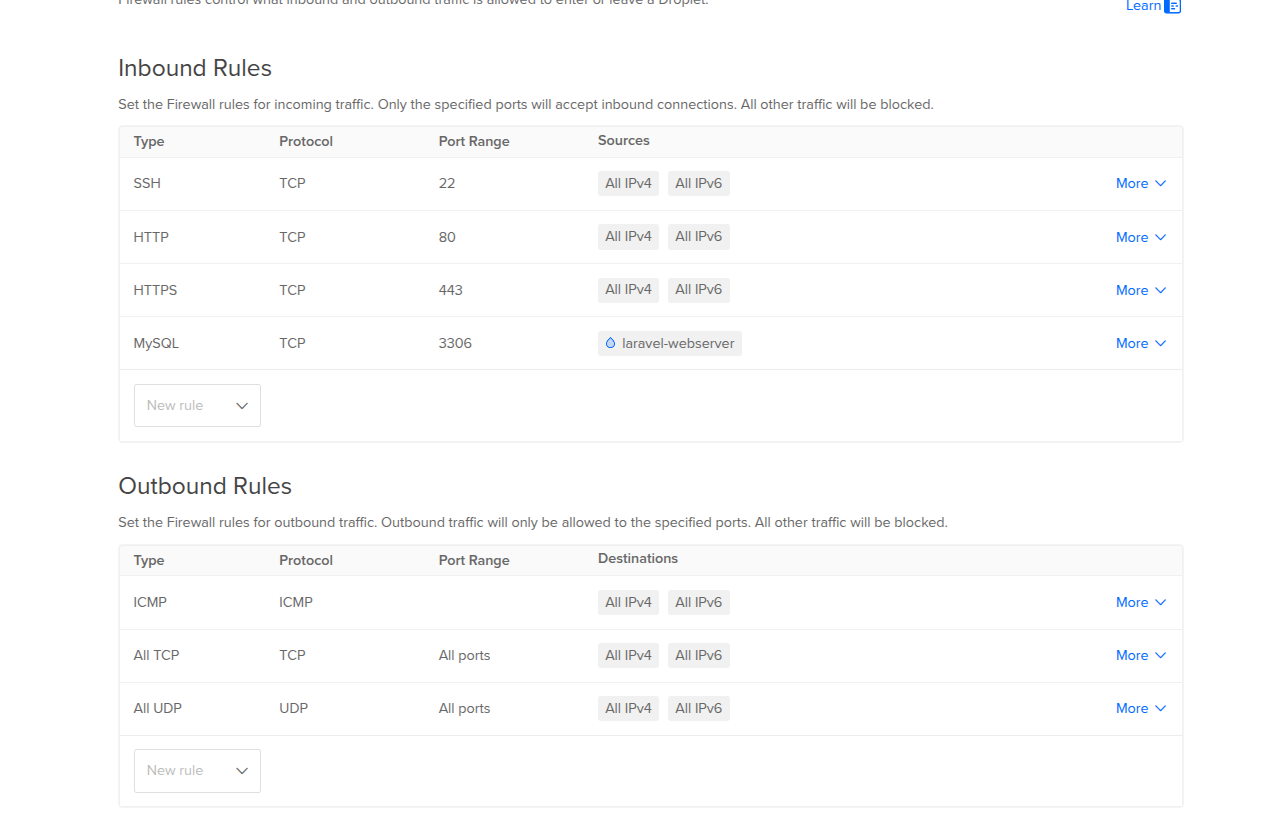 Firewall rules control what inbound and outbound traffic is allowed to enter or leave a Droplet.
Learn
Inbound Rules
Set the Firewall rules for incoming traffic. Only the specified ports will accept inbound connections. All other traffic will be blocked.
Type Protocol Port Range Sources
SSH TCP 22 All IPv4 All IPv6 More
HTTP TCP 80 All IPv4 All IPv6 More
HTTPS TCP 443 All IPv4 All IPv6 More
MySQL TCP 3306 laravel-webserver More
New rule
Outbound Rules
Set the Firewall rules for outbound traffic. Outbound traffic will only be allowed to the specified ports. All other traffic will be blocked.
Type Protocol Port Range Destinations
ICMP ICMP All IPv4 All IPv6 More
All TCP TCP All ports All IPv4 All IPv6 More
All UDP UDP All ports All IPv4 All IPv6 More
New rule